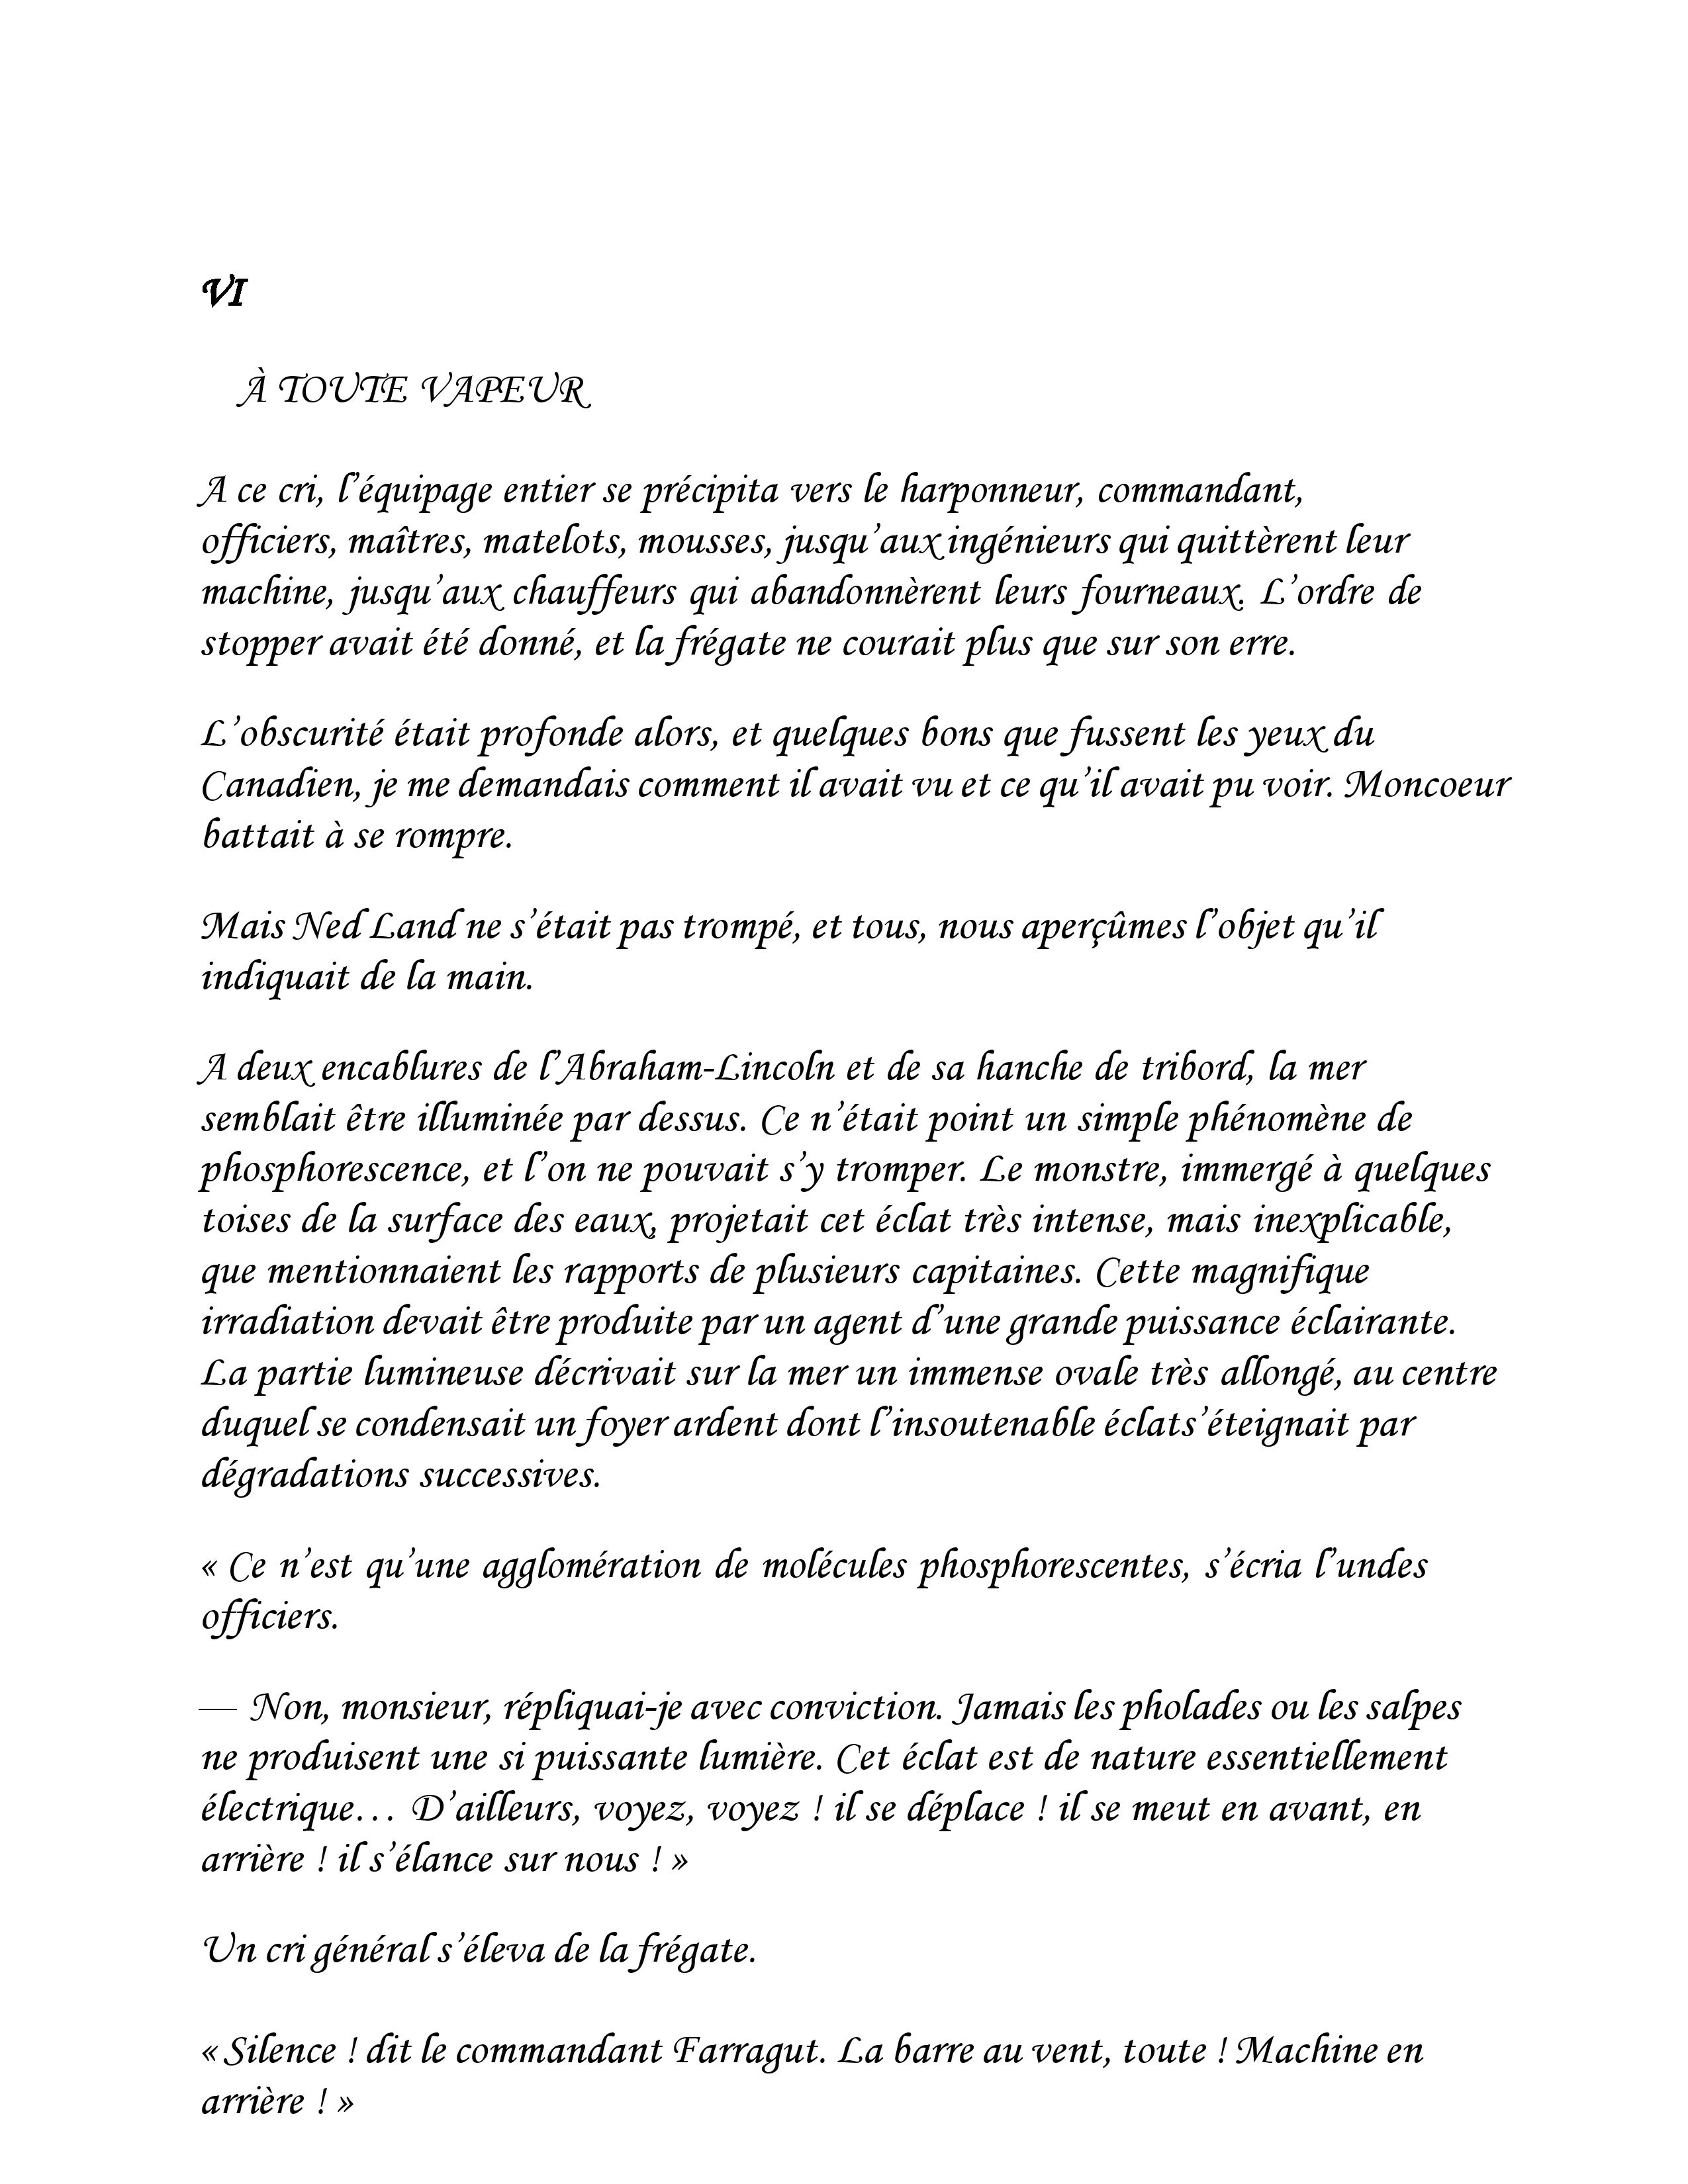 VI
À TOUTE VAPEUR
A ce cri, l’équipage entier se précipita vers le harponneur, commandant,
officiers, maîtres, matelots, mousses, jusqu’aux ingénieurs qui quittèrent leur
machine, jusqu’aux chauffeurs qui abandonnèrent leurs fourneaux. L’ordre de
stopper avait été donné, et la frégate ne courait plus que sur son erre.
L’obscurité était profonde alors, et quelques bons que fussent les yeux du
Canadien, je me demandais comment il avait vu et ce qu’il avait pu voir. Moncoeur
battait à se rompre.
Mais Ned Land ne s’était pas trompé, et tous, nous aperçûmes l’objet qu’il
indiquait de la main.
A deux encablures de l’Abraham-Lincoln et de sa hanche de tribord, la mer
semblait être illuminée par dessus. Ce n’était point un simple phénomène de
phosphorescence, et l’on ne pouvait s’y tromper. Le monstre, immergé à quelques
toises de la surface des eaux, projetait cet éclat très intense, mais inexplicable,
que mentionnaient les rapports de plusieurs capitaines. Cette magnifique
irradiation devait être produite par un agent d’une grande puissance éclairante.
La partie lumineuse décrivait sur la mer un immense ovale très allongé, au centre
duquel se condensait un foyer ardent dont l’insoutenable éclats’éteignait par
dégradations successives.
« Ce n’est qu’une agglomération de molécules phosphorescentes, s’écria l’undes
officiers.
— Non, monsieur, répliquai-je avec conviction. Jamais les pholades ou les salpes
ne produisent une si puissante lumière. Cet éclat est de nature essentiellement
électrique… D’ailleurs, voyez, voyez ! il se déplace ! il se meut en avant, en
arrière ! il s’élance sur nous ! »
Un cri général s’éleva de la frégate.
« Silence ! dit le commandant Farragut. La barre au vent, toute ! Machine en
arrière ! »